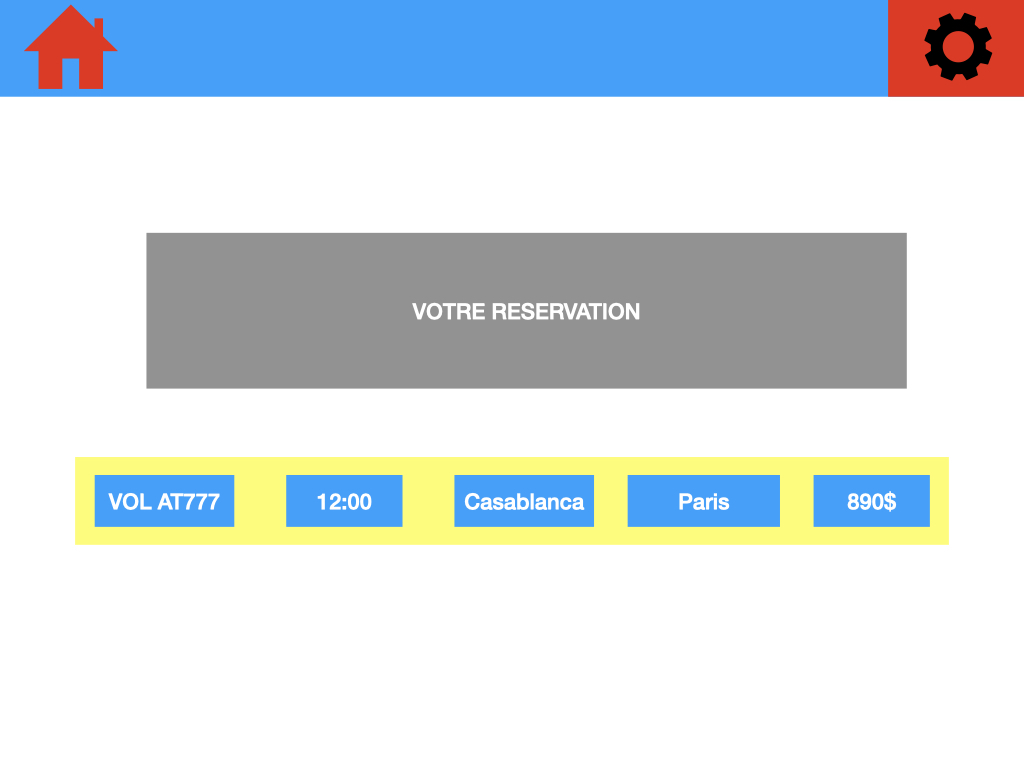 VOTRE RESERVATION
VOL AT777 12:00 Casablanca Paris 890$